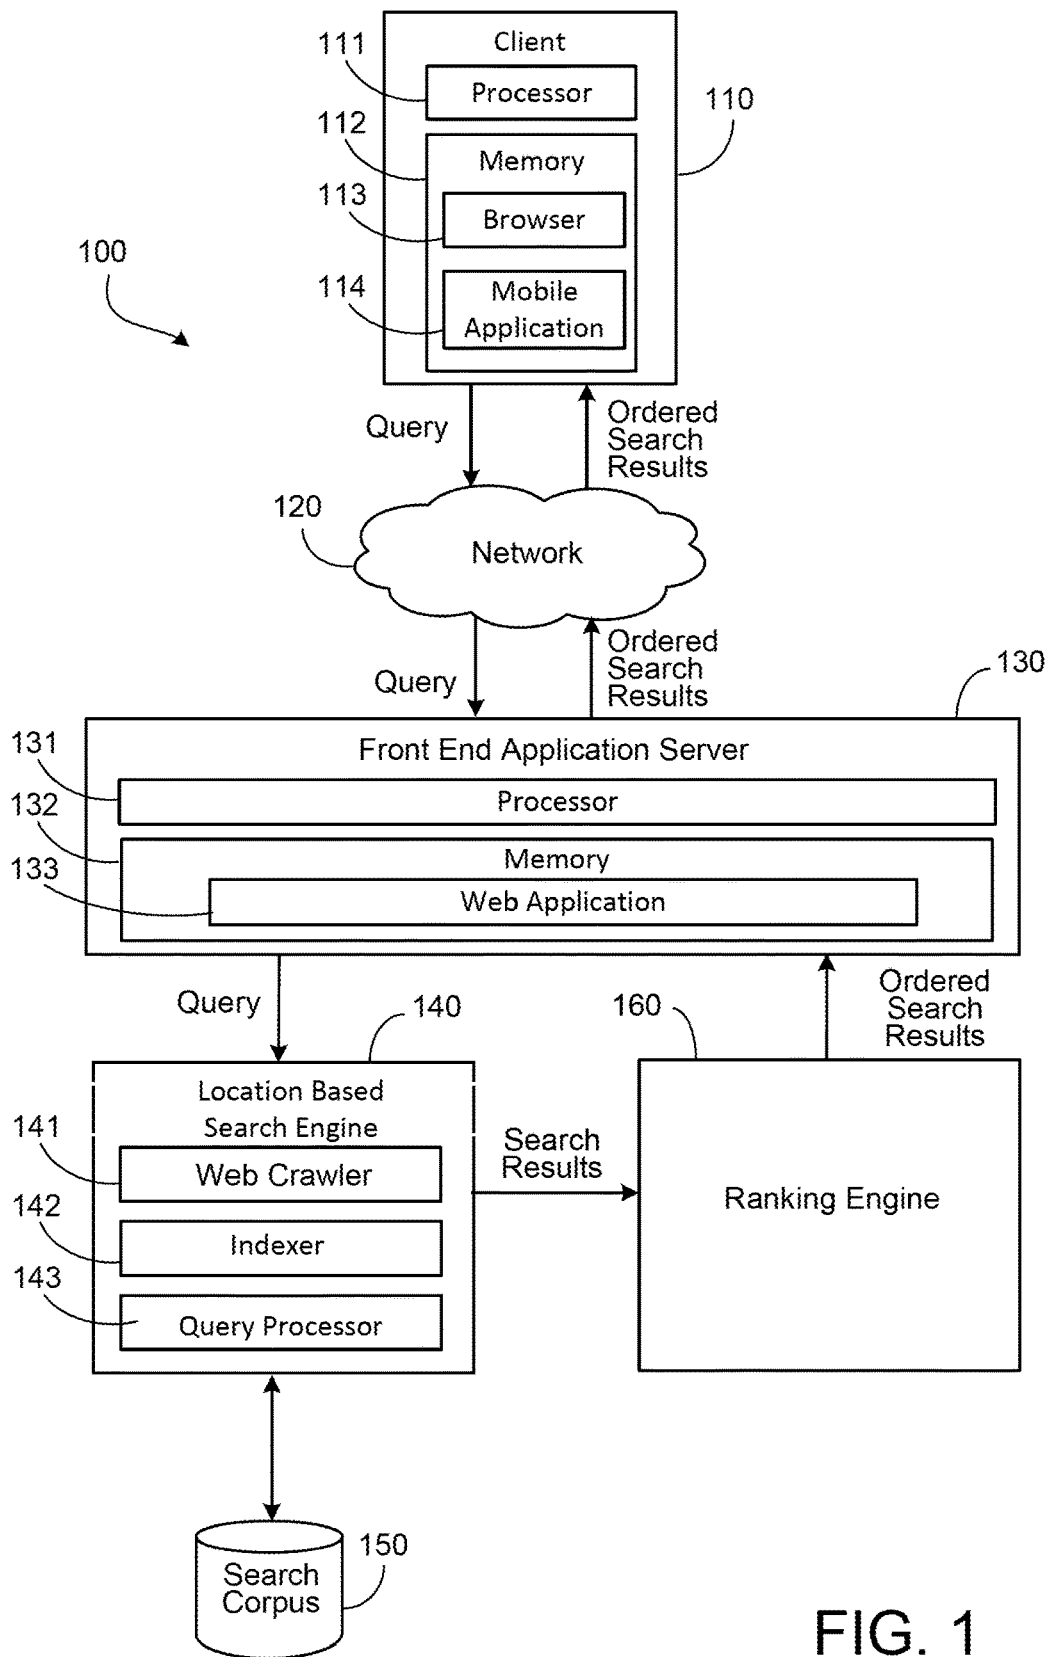 111
Client
Processor
110
112
Memory
113
Browser
100
114
Mobile
Application
Query
Ordered
Search
Results
120
Network
Query
Ordered
Search
Results
130
131
Front End Application Server
Processor
132
Memory
133
Web Application
Query
140
160
Ordered
Search
Results
Location Based
Search Engine
141
Web Crawler
Search
Results
Ranking Engine
142
Indexer
143
Query Processor
150
Search
Corpus
FIG. 1